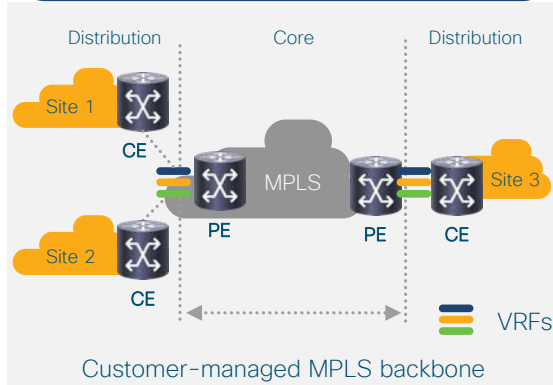 Distribution
Core
Distribution
Site 1
CE
MPLS
Site 3
PE
PE
CE
Site 2
CE
VRFs
Customer-managed MPLS backbone